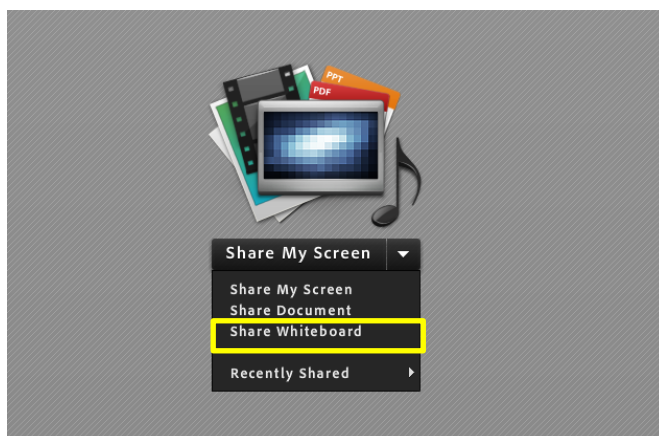 PPT
PDF
Share My Screen
Share My Screen
Share Document
Share Whiteboard
Recently Shared